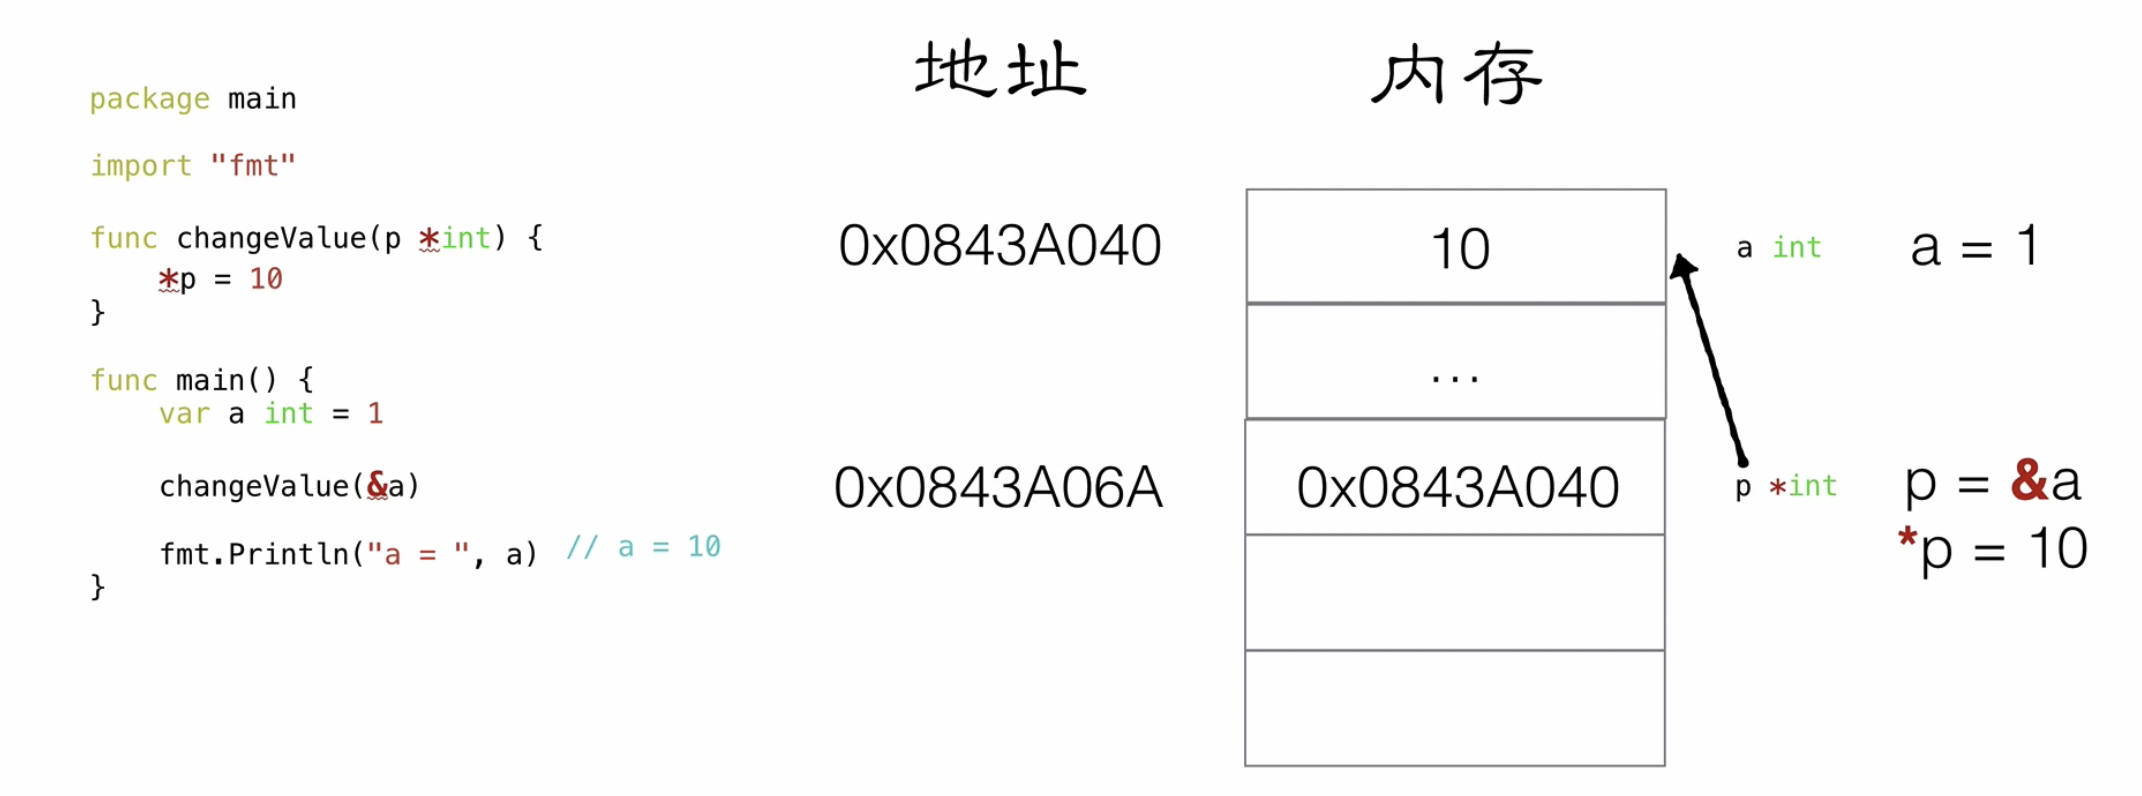 package main
import "fmt"
func changeValue(p *int) {
    *p = 10
}
func main() {
    var a int = 1
    changeValue(&a)
    fmt.Println("a = ", a) // a = 10
}
地址 内存
0x0843A040 10 a int a = 1
...
0x0843A06A 0x0843A040 p *int p = &a
*p = 10